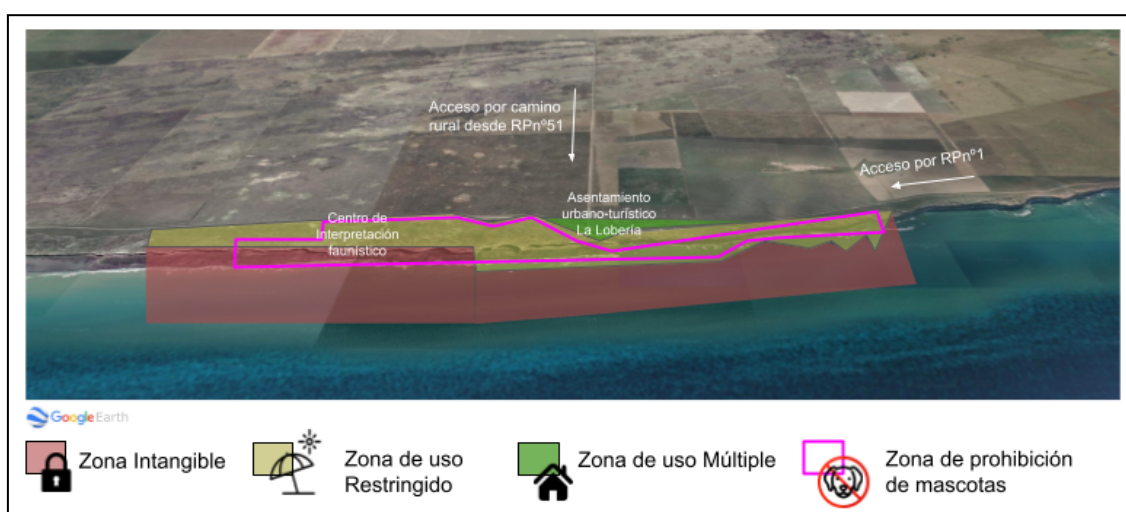 Acceso por camino
rural desde RPnº51
Acceso por RPnº1
Asentamiento
urbano-turístico
La Lobería
Centro de
Interpretación
faunístico
Google Earth
Zona Intangible
Zona de uso
Restringido
Zona de uso Múltiple
Zona de prohibición
de mascotas